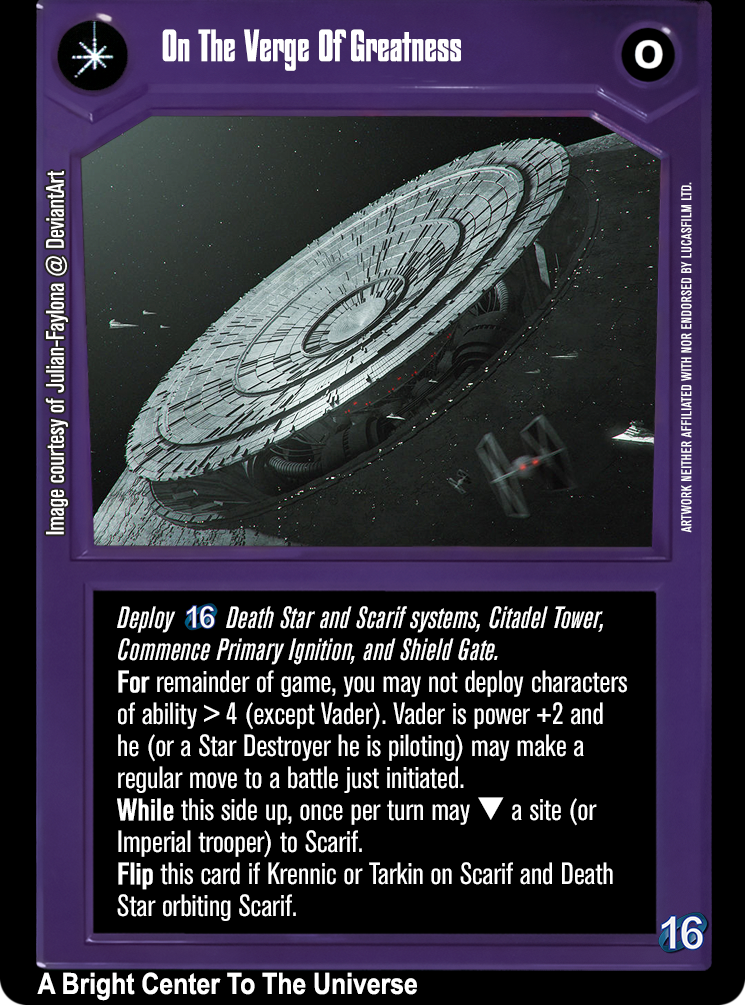 On The Verge Of Greatness
O
Image courtesy of Julian-Faylona @ DeviantArt
ARTWORK NEITHER AFFILIATED WITH NOR ENDORSED BY LUCASFILM LTD.
Deploy 16 Death Star and Scarif systems, Citadel Tower,
Commence Primary Ignition, and Shield Gate.
For remainder of game, you may not deploy characters
of ability > 4 (except Vader). Vader is power +2 and
he (or a Star Destroyer he is piloting) may make a
regular move to a battle just initiated.
While this side up, once per turn may ▼ a site (or
Imperial trooper) to Scarif.
Flip this card if Krennic or Tarkin on Scarif and Death
Star orbiting Scarif.
16
A Bright Center To The Universe